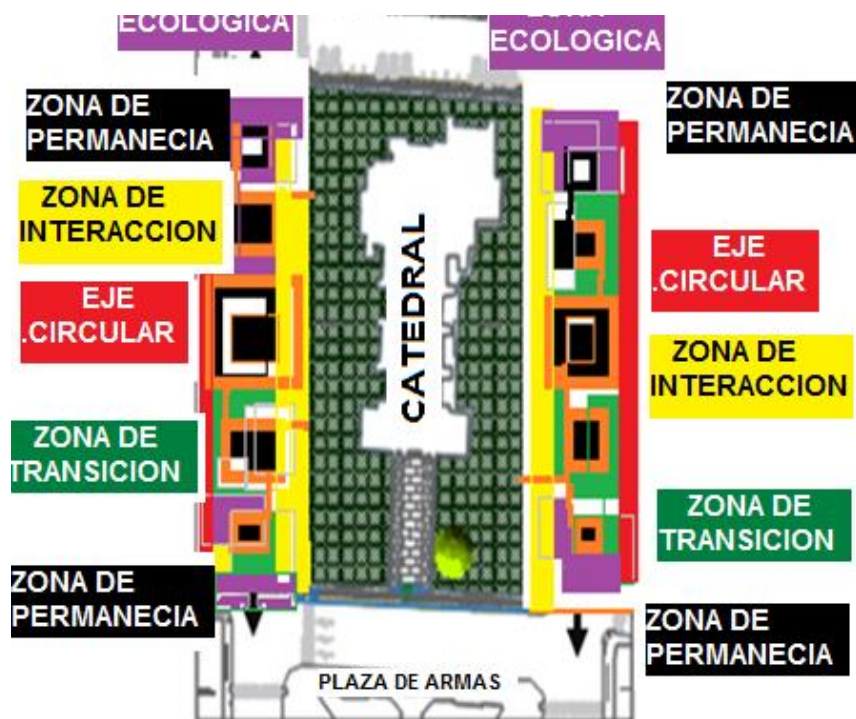 ECOLOGICA
ECOLOGICA
ZONA DE
PERMANECIA
ZONA DE
PERMANECIA
ZONA DE
INTERACCION
EJE
.CIRCULAR
EJE
.CIRCULAR
CATEDRAL
ZONA DE
INTERACCION
ZONA DE
TRANSICION
ZONA DE
TRANSICION
ZONA DE
PERMANECIA
ZONA DE
PERMANECIA
PLAZA DE ARMAS